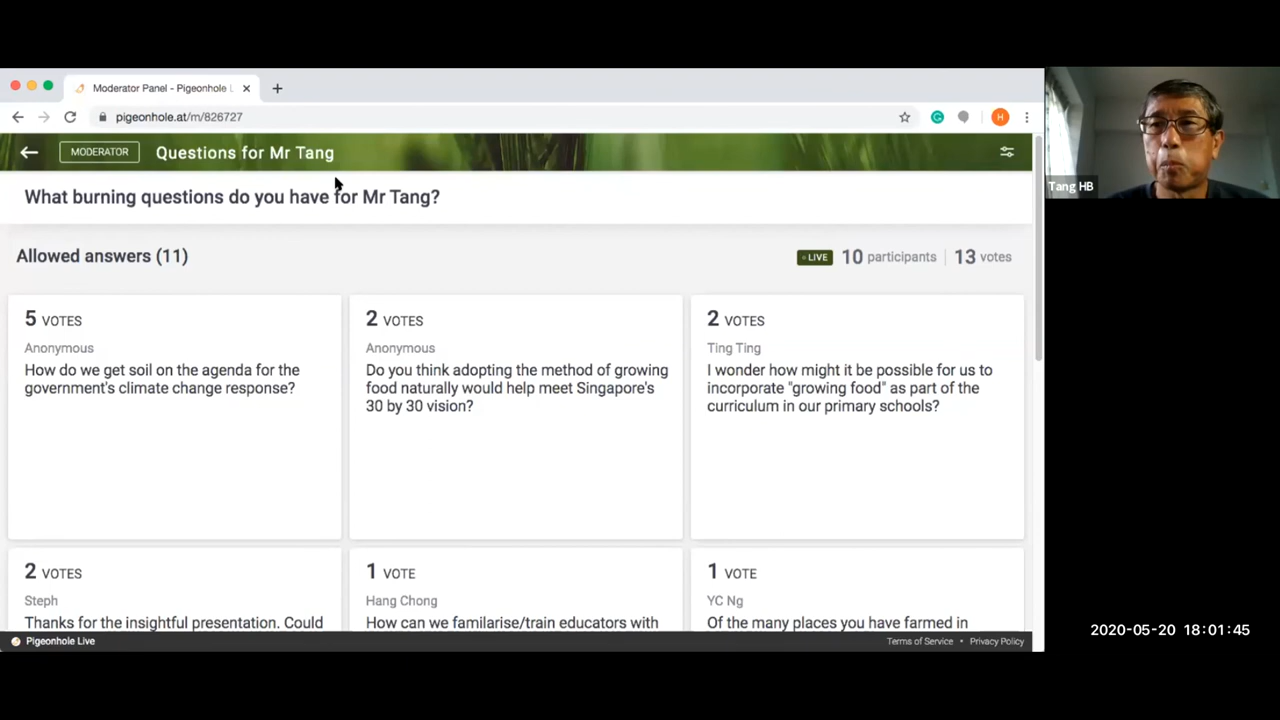 Moderator Panel - Pigeonhole L
pigeonhole.at/m/826727
H
MODERATOR
Questions for Mr Tang
What burning questions do you have for Mr Tang?
Allowed answers (11)
LIVE
10 participants
13 votes
5 VOTES
Anonymous
How do we get soil on the agenda for the
government's climate change response?
2 VOTES
Anonymous
Do you think adopting the method of growing
food naturally would help meet Singapore's
30 by 30 vision?
2 VOTES
Ting Ting
I wonder how might it be possible for us to
incorporate "growing food" as part of the
curriculum in our primary schools?
2 VOTES
Steph
Thanks for the insightful presentation. Could
1 VOTE
Hang Chong
How can we familarise/train educators with
1 VOTE
YC Ng
Of the many places you have farmed in
Pigeonhole Live
Terms of Service • Privacy Policy
Tang HB
2020-05-20 18:01:45